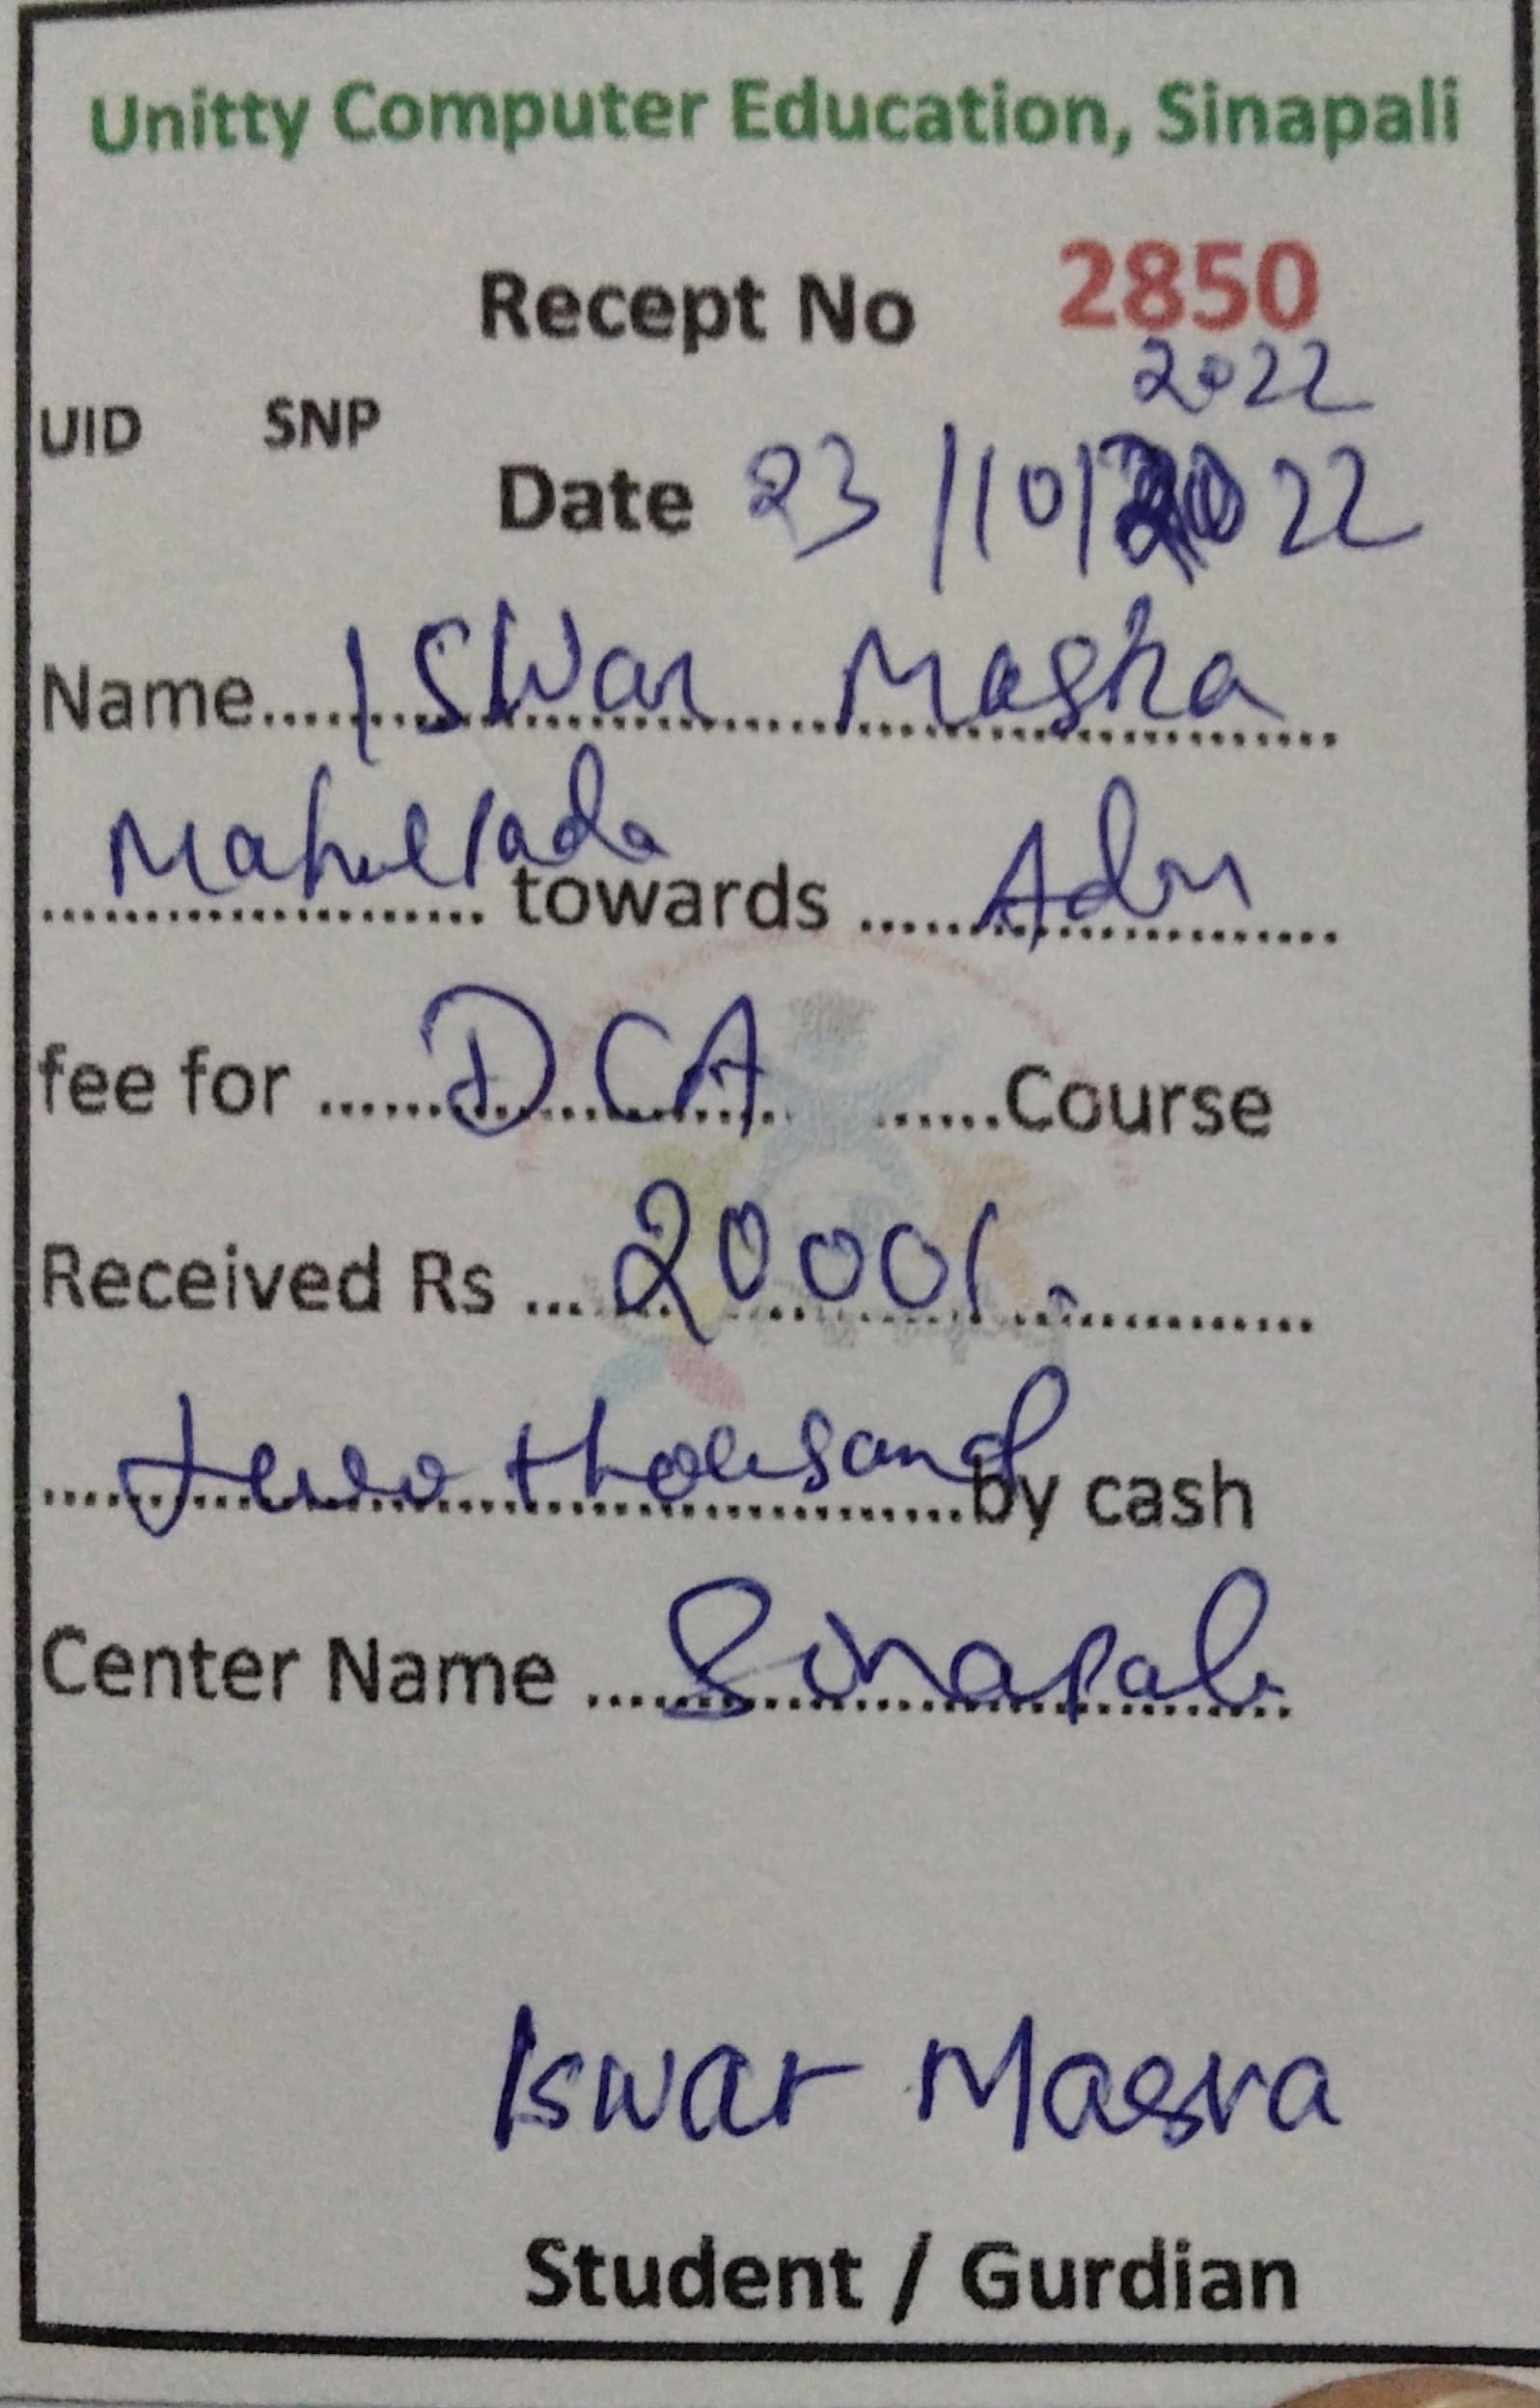 Unitty Computer Education, Sinapali
Recept No 2850
2022
UID SNP
Date 23/10/2022
Name......ISWar Masra
............ towards ......Adm
fee for ......DCA......Course
Received Rs ...2000/-
......two thousand......by cash
Center Name ......Sinapali
Iswar Masra
Student / Gurdian